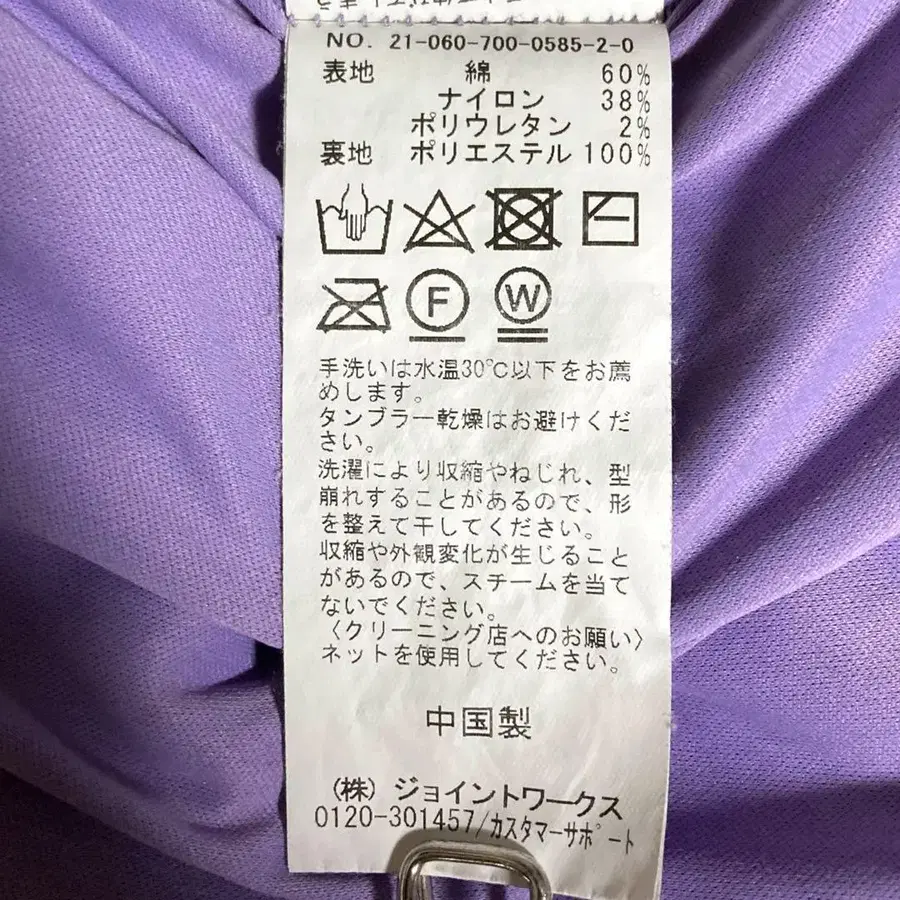 NO. 21-060-700-0585-2-0
表地 綿 60%
ナイロン 38%
ポリウレタン 2%
裏地 ポリエステル 100%
F W
手洗いは水温30℃以下をお薦
めします。
タンブラー乾燥はお避けくだ
さい。
洗濯により収縮やねじれ、型
崩れすることがあるので、形
を整えて干してください。
収縮や外観変化が生じること
があるので、スチームを当て
ないでください。
〈クリーニング店へのお願い〉
ネットを使用してください。
中国製
(株) ジョイントワークス
0120-301457/カスタマーサポート